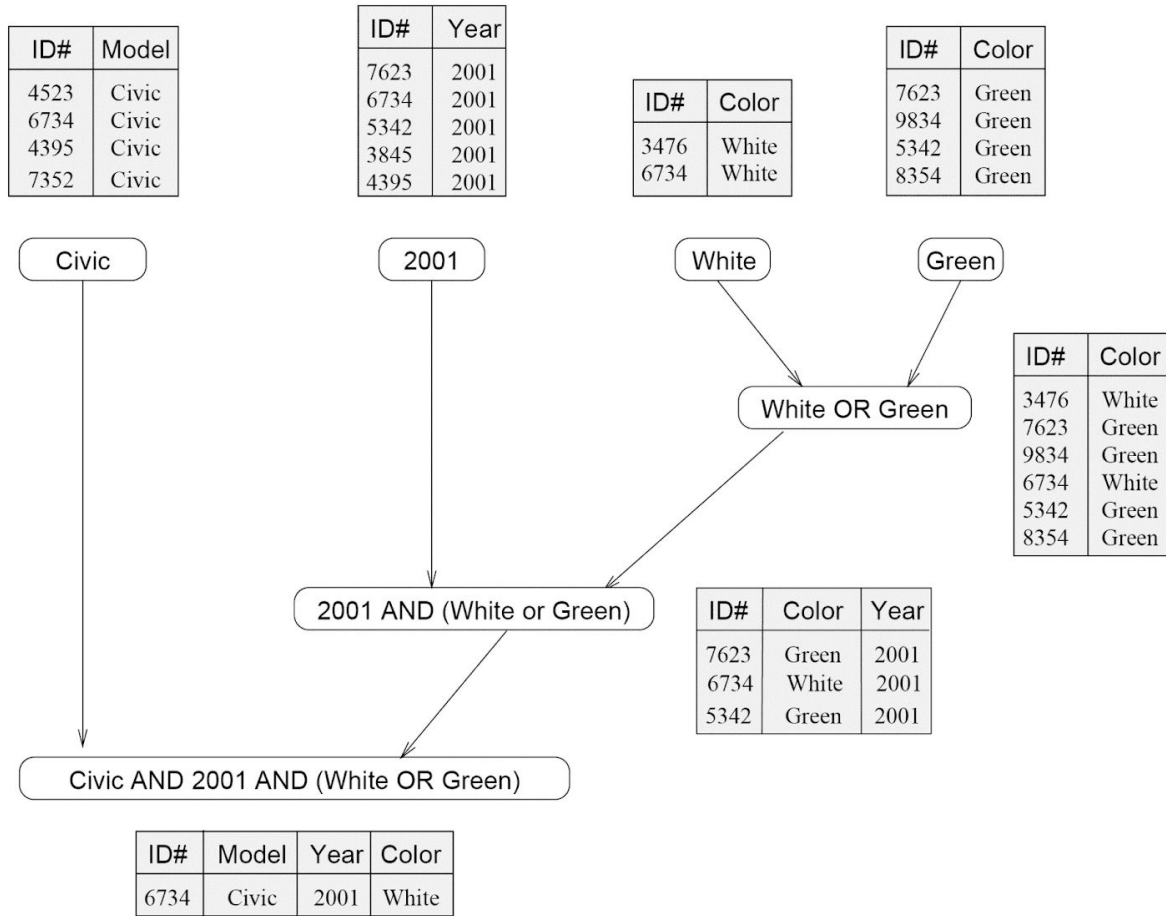 ID# Model
4523 Civic
6734 Civic
4395 Civic
7352 Civic
ID# Year
7623 2001
6734 2001
5342 2001
3845 2001
4395 2001
ID# Color
3476 White
6734 White
ID# Color
7623 Green
9834 Green
5342 Green
8354 Green
Civic
2001
White
Green
White OR Green
ID# Color
3476 White
7623 Green
9834 Green
6734 White
5342 Green
8354 Green
2001 AND (White or Green)
ID# Color Year
7623 Green 2001
6734 White 2001
5342 Green 2001
Civic AND 2001 AND (White OR Green)
ID# Model Year Color
6734 Civic 2001 White